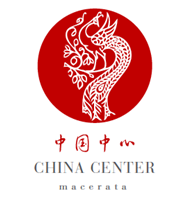 中国中心
CHINA CENTER
macerata